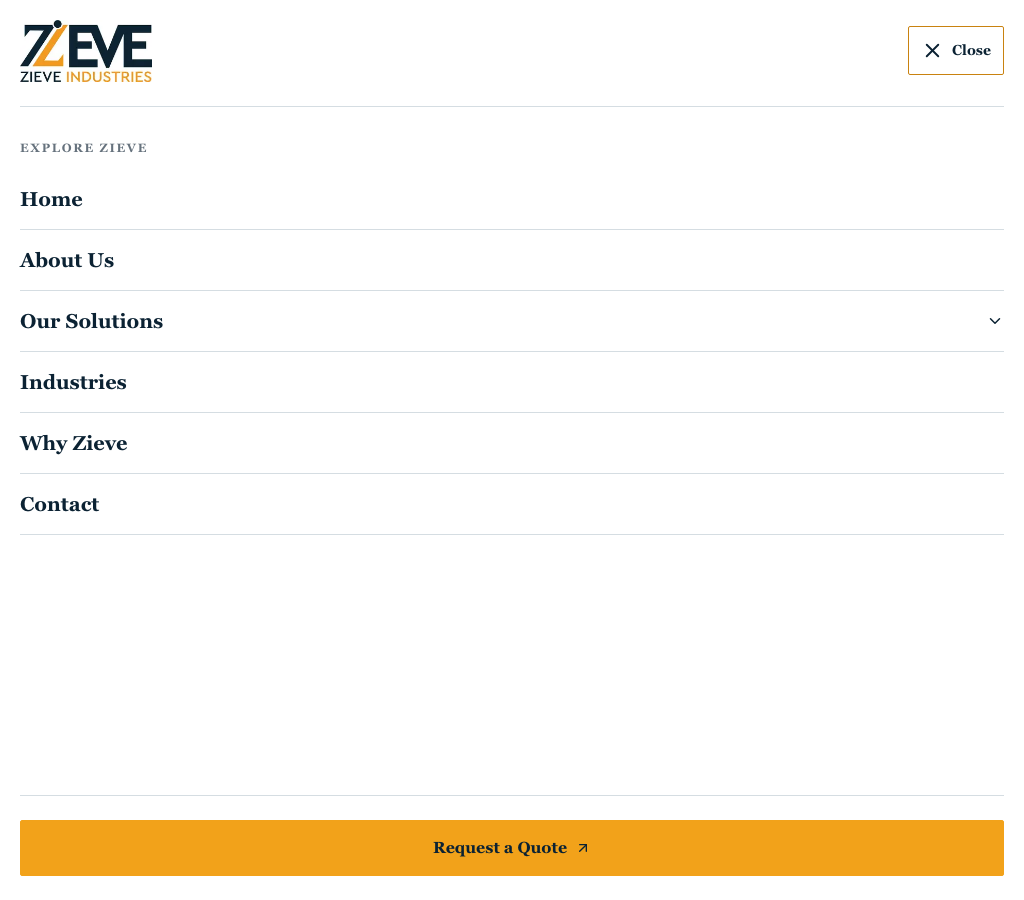 ZIEVE
ZIEVE INDUSTRIES
Close
EXPLORE ZIEVE
Home
About Us
Our Solutions
Industries
Why Zieve
Contact
Request a Quote